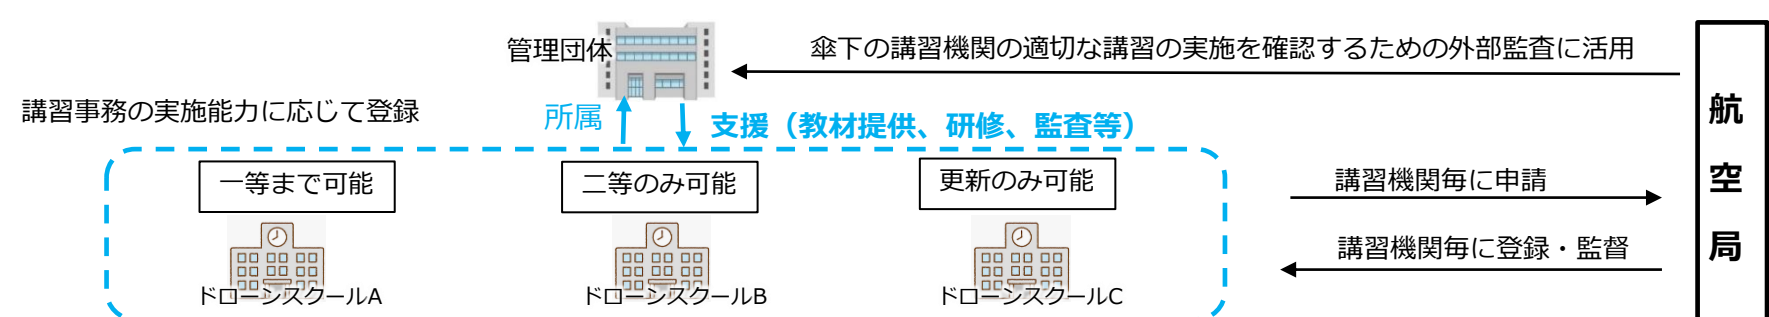 管理団体
傘下の講習機関の適切な講習の実施を確認するための外部監査に活用
講習事務の実施能力に応じて登録
所属
支援（教材提供、研修、監査等）
一等まで可能
二等のみ可能
更新のみ可能
ドローンスクールA
ドローンスクールB
ドローンスクールC
講習機関毎に申請
講習機関毎に登録・監督
航空局